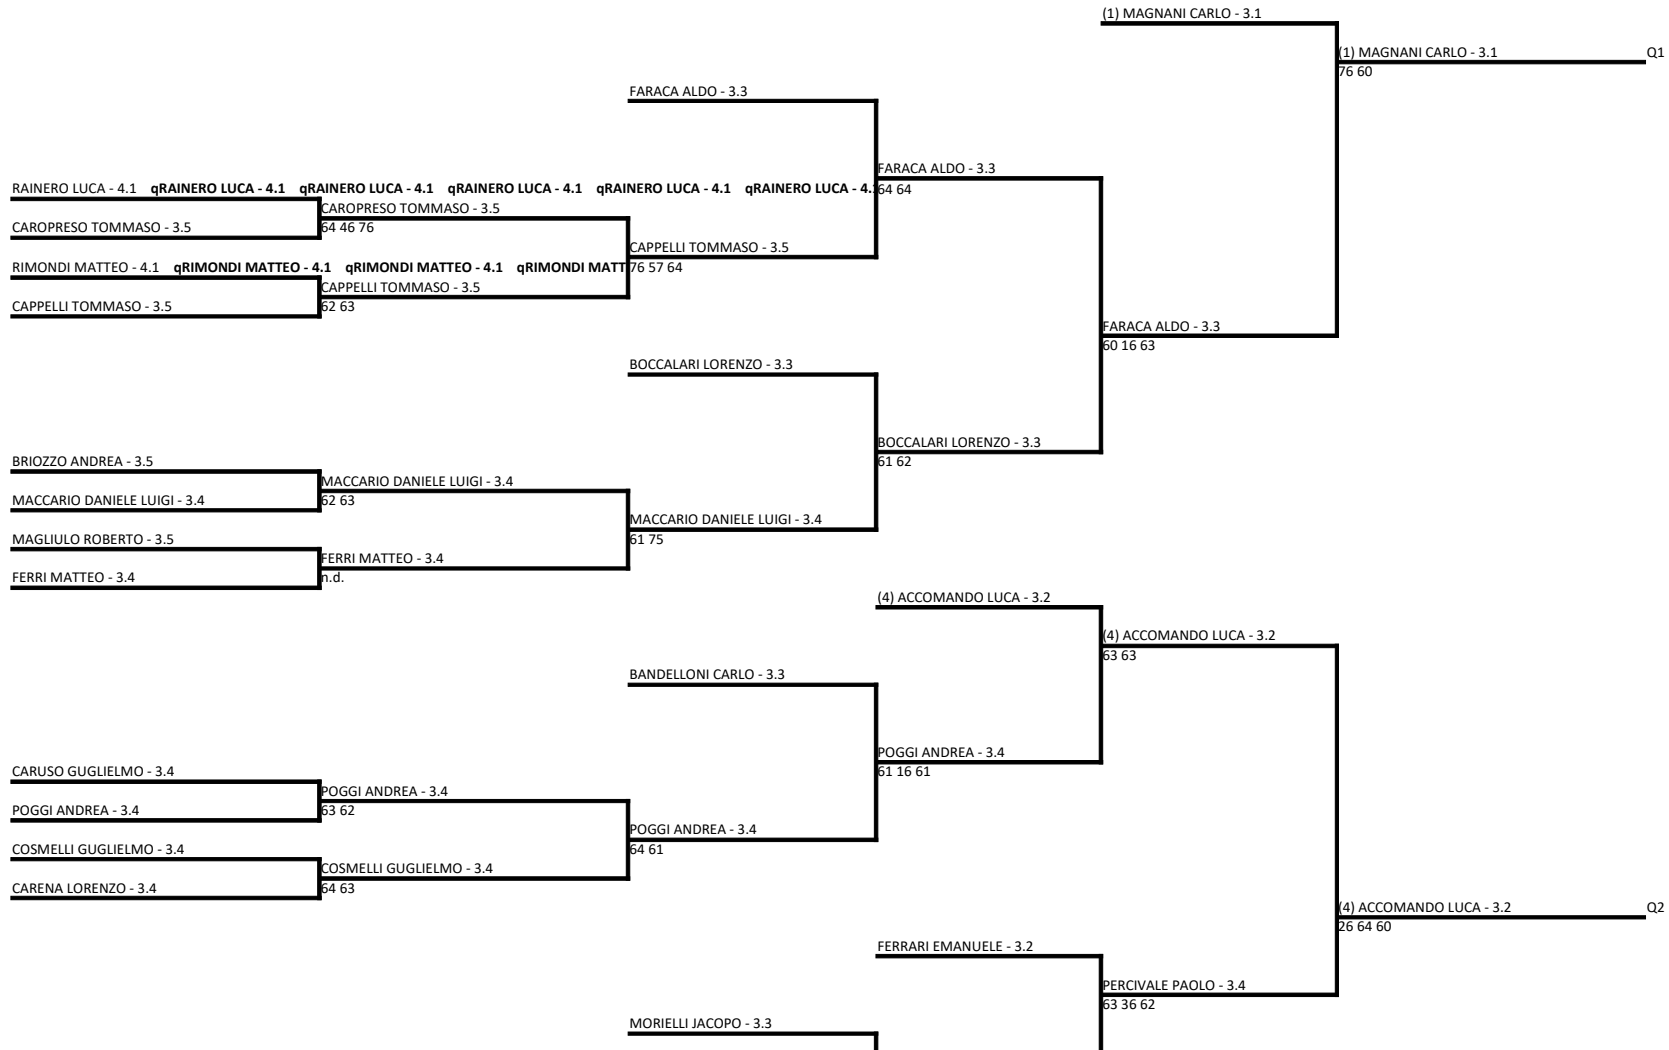 (1) MAGNANI CARLO - 3.1
(1) MAGNANI CARLO - 3.1 Q1
76 60
FARACA ALDO - 3.3
FARACA ALDO - 3.3
RAINERO LUCA - 4.1 qRAINERO LUCA - 4.1 qRAINERO LUCA - 4.1 qRAINERO LUCA - 4.1 qRAINERO LUCA - 4.1 qRAINERO LUCA - 4. 64 64
CAROPRESO TOMMASO - 3.5
CAROPRESO TOMMASO - 3.5 64 46 76
CAPPELLI TOMMASO - 3.5
RIMONDI MATTEO - 4.1 qRIMONDI MATTEO - 4.1 qRIMONDI MATTEO - 4.1 qRIMONDI MATT 76 57 64
CAPPELLI TOMMASO - 3.5
CAPPELLI TOMMASO - 3.5 62 63
FARACA ALDO - 3.3
60 16 63
BOCCALARI LORENZO - 3.3
BOCCALARI LORENZO - 3.3
BRIOZZO ANDREA - 3.5 61 62
MACCARIO DANIELE LUIGI - 3.4
MACCARIO DANIELE LUIGI - 3.4 62 63
MACCARIO DANIELE LUIGI - 3.4
MAGLIULO ROBERTO - 3.5 61 75
FERRI MATTEO - 3.4
FERRI MATTEO - 3.4 n.d.
(4) ACCOMANDO LUCA - 3.2
(4) ACCOMANDO LUCA - 3.2
63 63
BANDELLONI CARLO - 3.3
POGGI ANDREA - 3.4
CARUSO GUGLIELMO - 3.4 61 16 61
POGGI ANDREA - 3.4
POGGI ANDREA - 3.4 63 62
POGGI ANDREA - 3.4
COSMELLI GUGLIELMO - 3.4 64 61
COSMELLI GUGLIELMO - 3.4
CARENA LORENZO - 3.4 64 63
(4) ACCOMANDO LUCA - 3.2 Q2
26 64 60
FERRARI EMANUELE - 3.2
PERCIVALE PAOLO - 3.4
63 36 62
MORIELLI JACOPO - 3.3